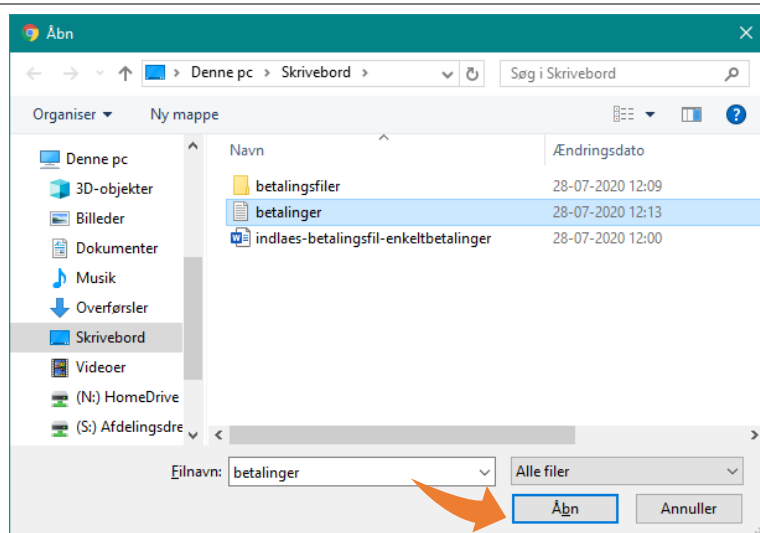 Åbn
Denne pc > Skrivebord >
Søg i Skrivebord
Organiser
Ny mappe
?
Navn
Ændringsdato
Denne pc
3D-objekter
Billeder
Dokumenter
Musik
Overførsler
Skrivebord
Videoer
(N:) HomeDrive
(S:) Afdelingsdre
betalingsfiler
28-07-2020 12:09
betalinger
28-07-2020 12:13
indlaes-betalingsfil-enkeltbetalinger
28-07-2020 12:00
Filnavn:
betalinger
Alle filer
Åbn
Annuller